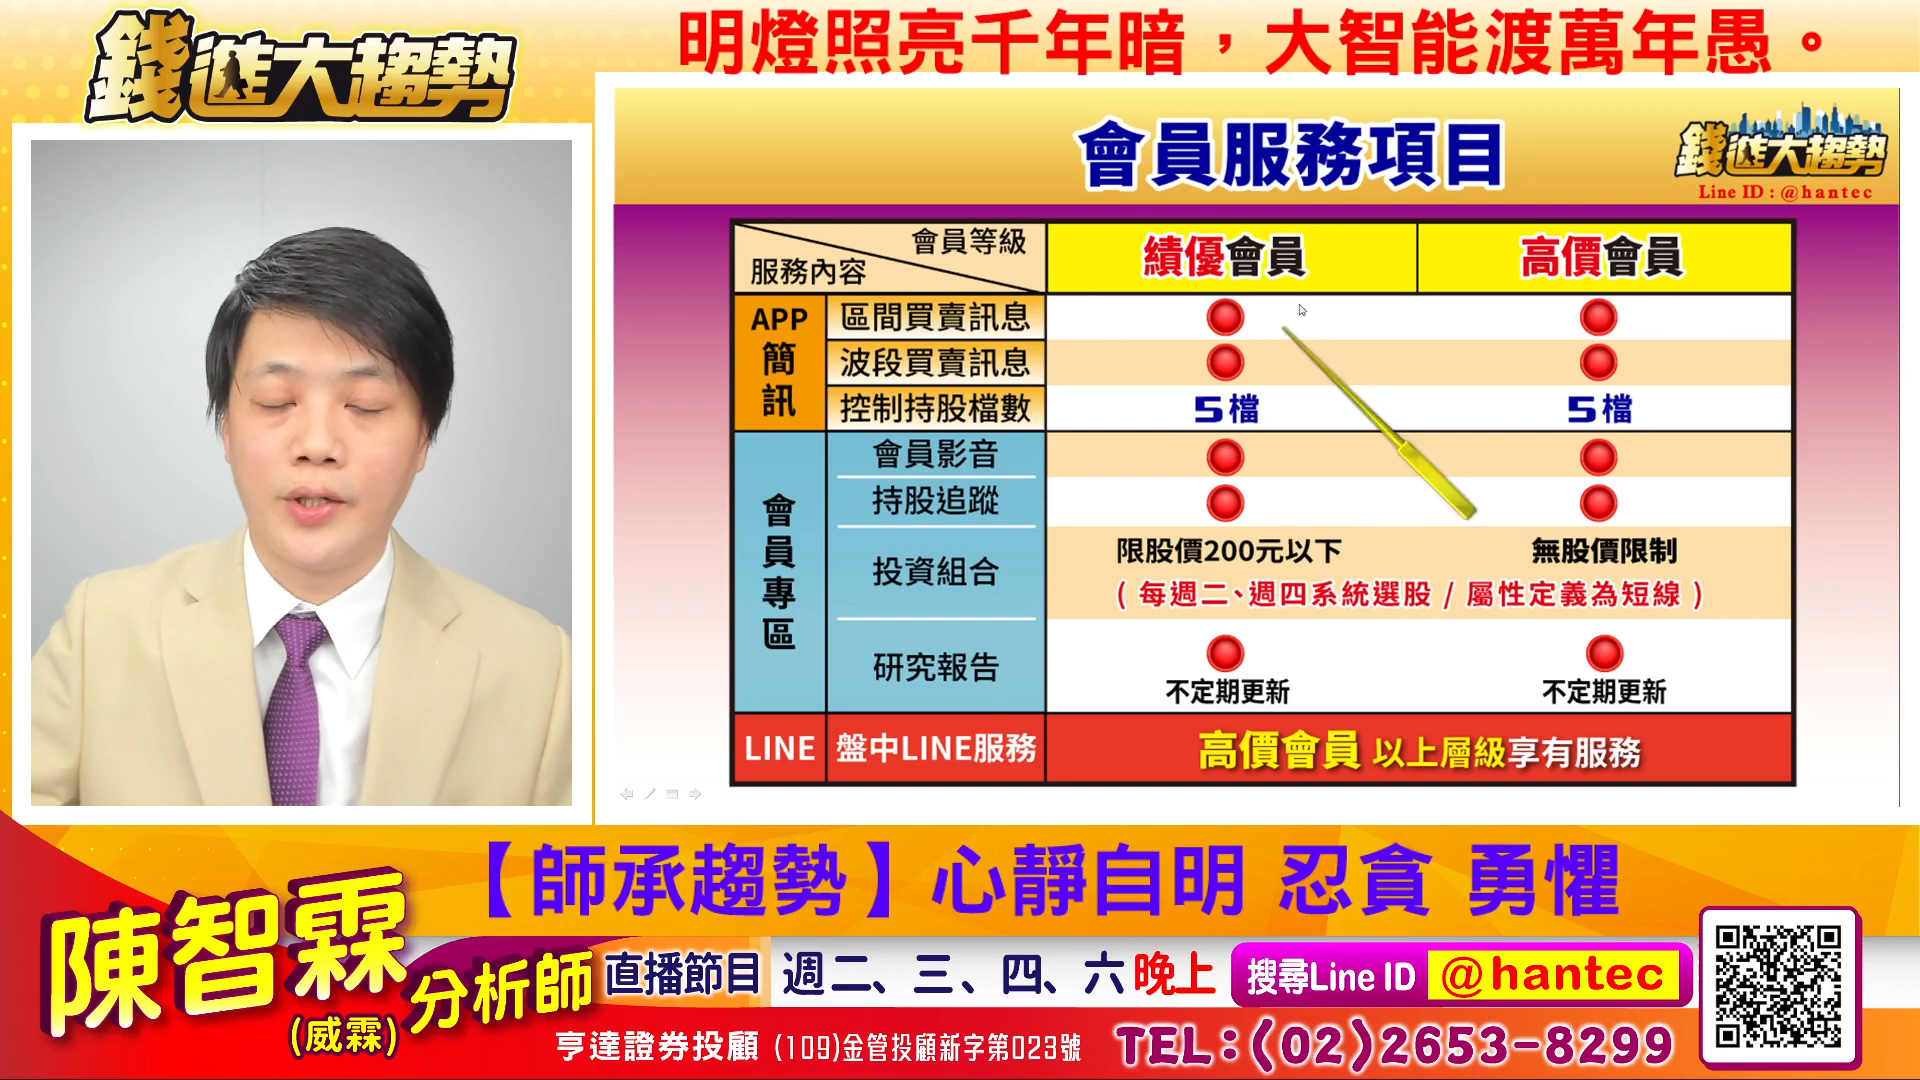 錢進大趨勢
明燈照亮千年暗，大智能渡萬年愚。
會員服務項目
錢進大趨勢
Line ID : @hantec
會員等級
服務內容
績優會員
高價會員
APP簡訊
區間買賣訊息
波段買賣訊息
控制持股檔數
5檔
5檔
會員專區
會員影音
持股追蹤
投資組合
限股價200元以下
無股價限制
( 每週二、週四系統選股 / 屬性定義為短線 )
研究報告
不定期更新
不定期更新
LINE
盤中LINE服務
高價會員 以上層級享有服務
【師承趨勢】心靜自明 忍貪 勇懼
陳智霖
(威霖)
分析師
直播節目 週二、三、四、六晚上
搜尋Line ID @hantec
亨達證券投顧 (109)金管投顧新字第023號
TEL:(02)2653-8299